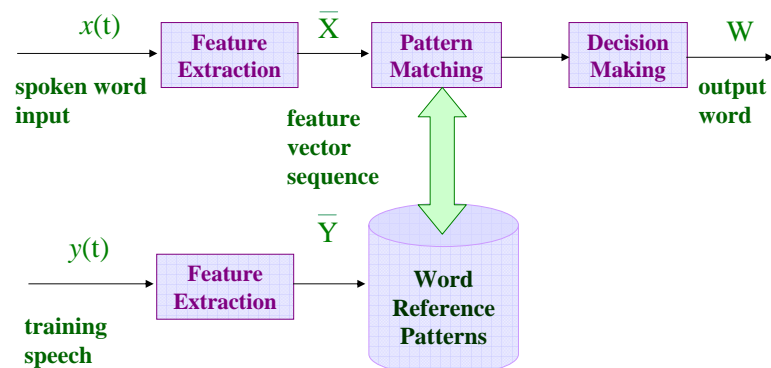 x(t)
Feature
Extraction
X̅
Pattern
Matching
Decision
Making
W
spoken word
input
feature
vector
sequence
output
word
y(t)
Feature
Extraction
Y̅
Word
Reference
Patterns
training
speech